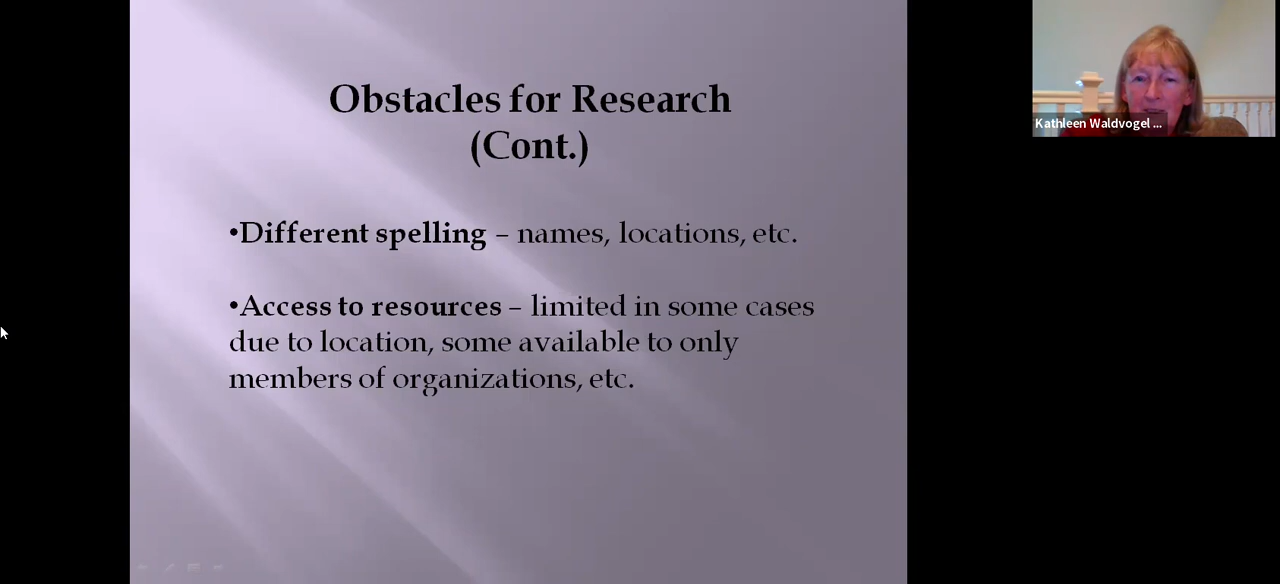 Obstacles for Research
(Cont.)
•Different spelling – names, locations, etc.
•Access to resources – limited in some cases
due to location, some available to only
members of organizations, etc.
Kathleen Waldvogel ...